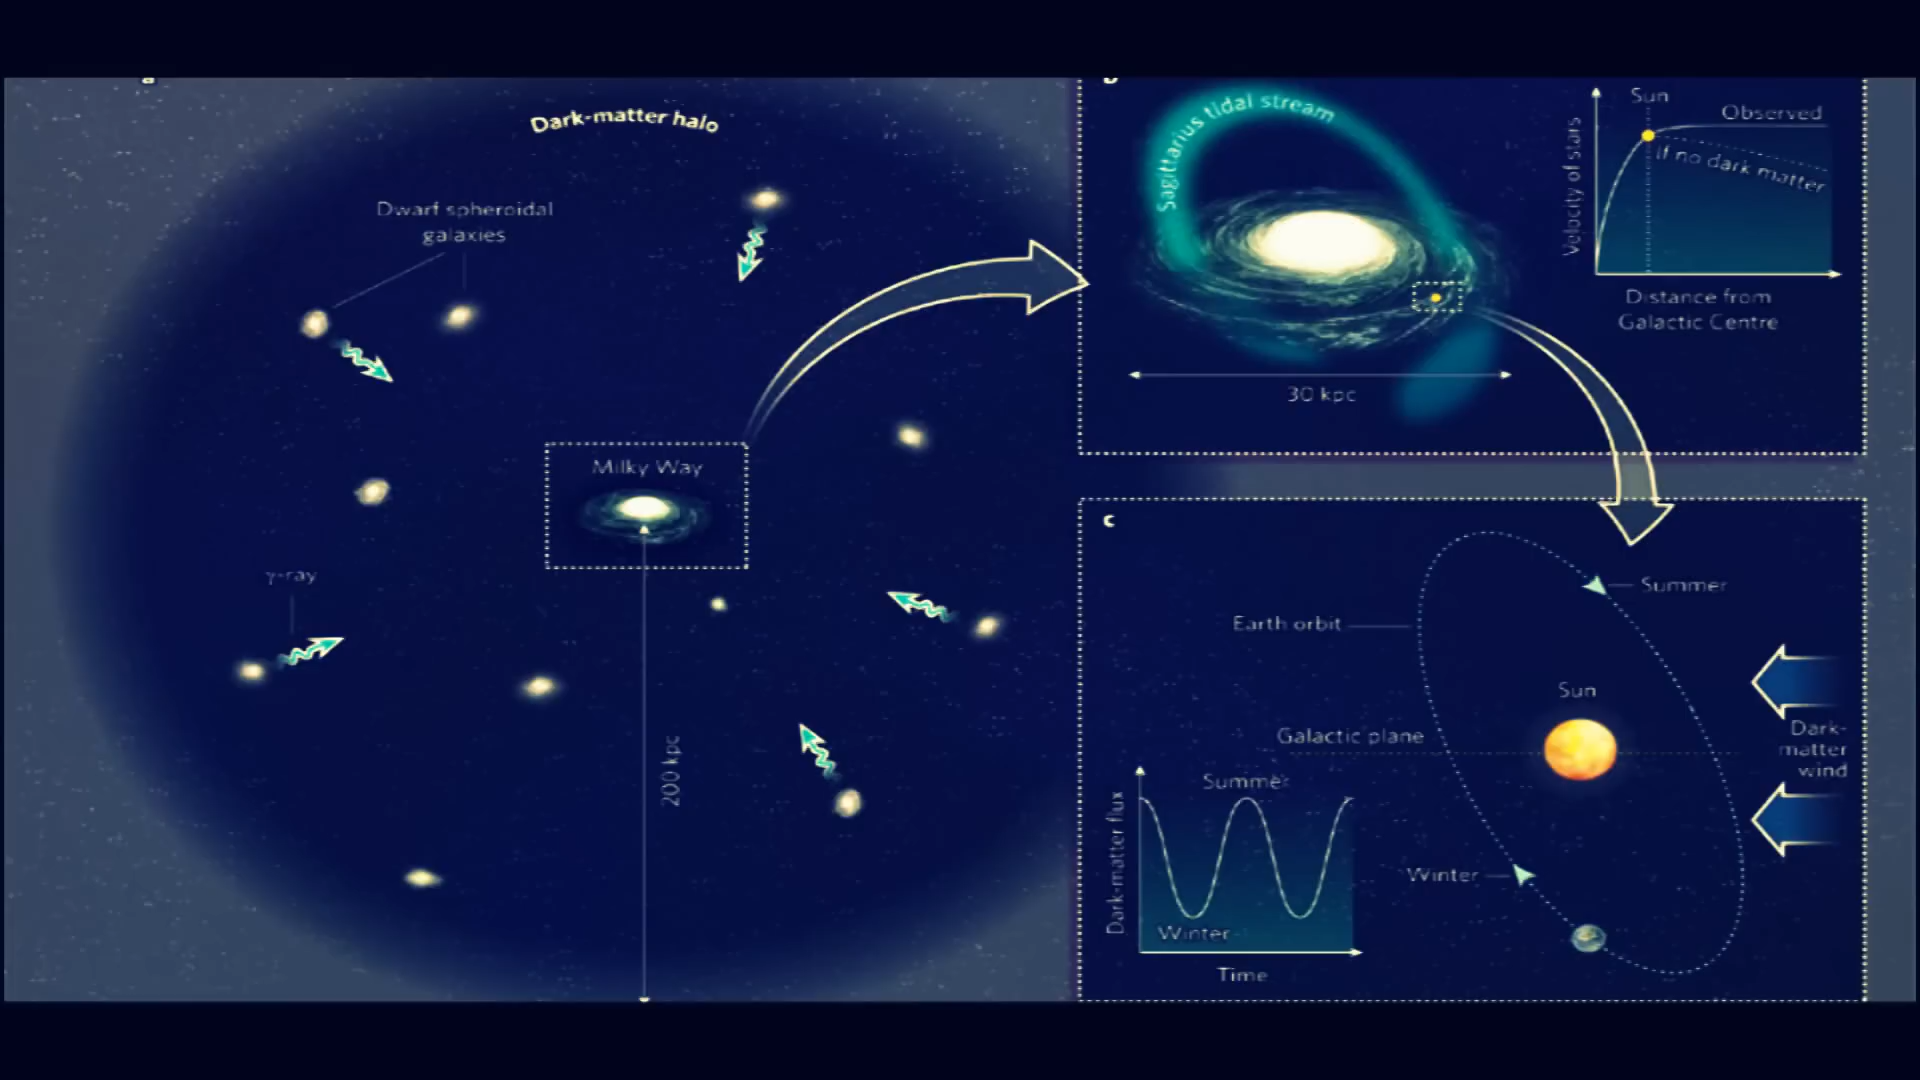 a
Dark-matter halo
Dwarf spheroidal
galaxies
Milky Way
γ-ray
200 kpc
b
Sagittarius tidal stream
30 kpc
Sun
Observed
If no dark matter
Velocity of stars
Distance from
Galactic Centre
c
Summer
Earth orbit
Sun
Galactic plane
Dark-
matter
wind
Winter
Summer
Dark-matter flux
Winter
Time